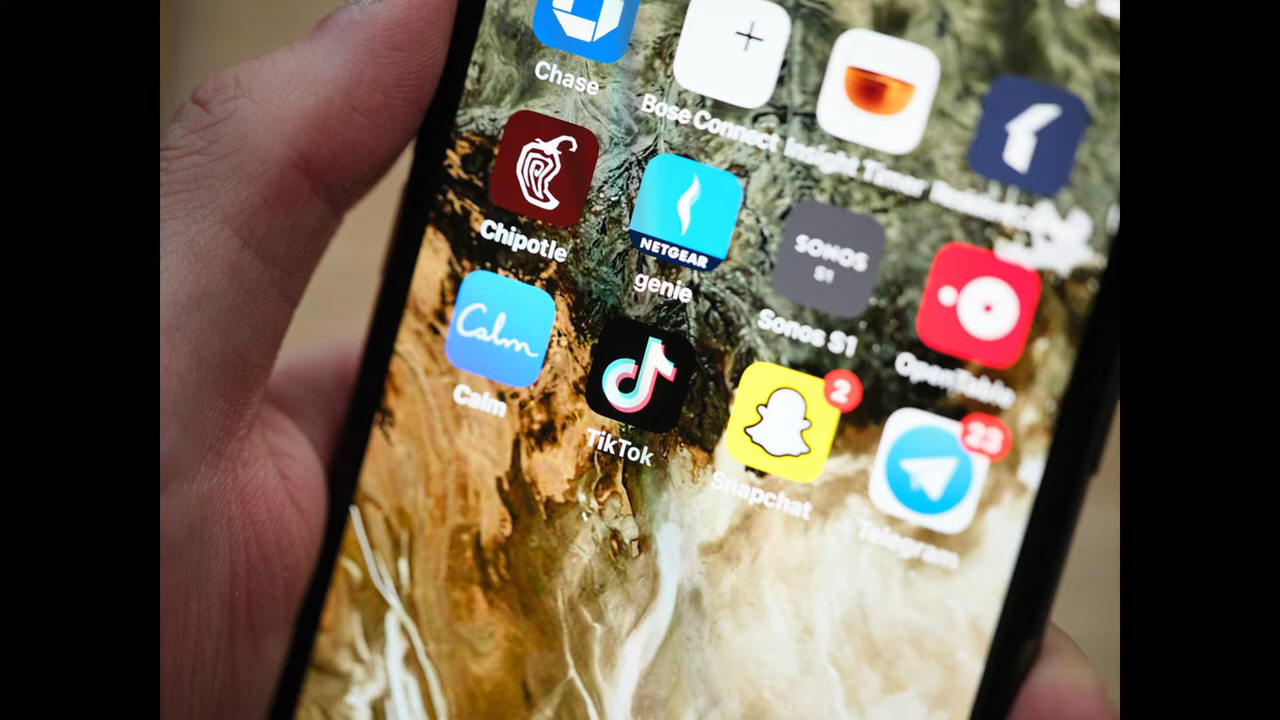 Chase
Bose Connect
Insight Timer
Chipotle
NETGEAR
genie
SONOS
S1
Sonos S1
OpenTable
Calm
Calm
TikTok
2
Snapchat
23
Telegram